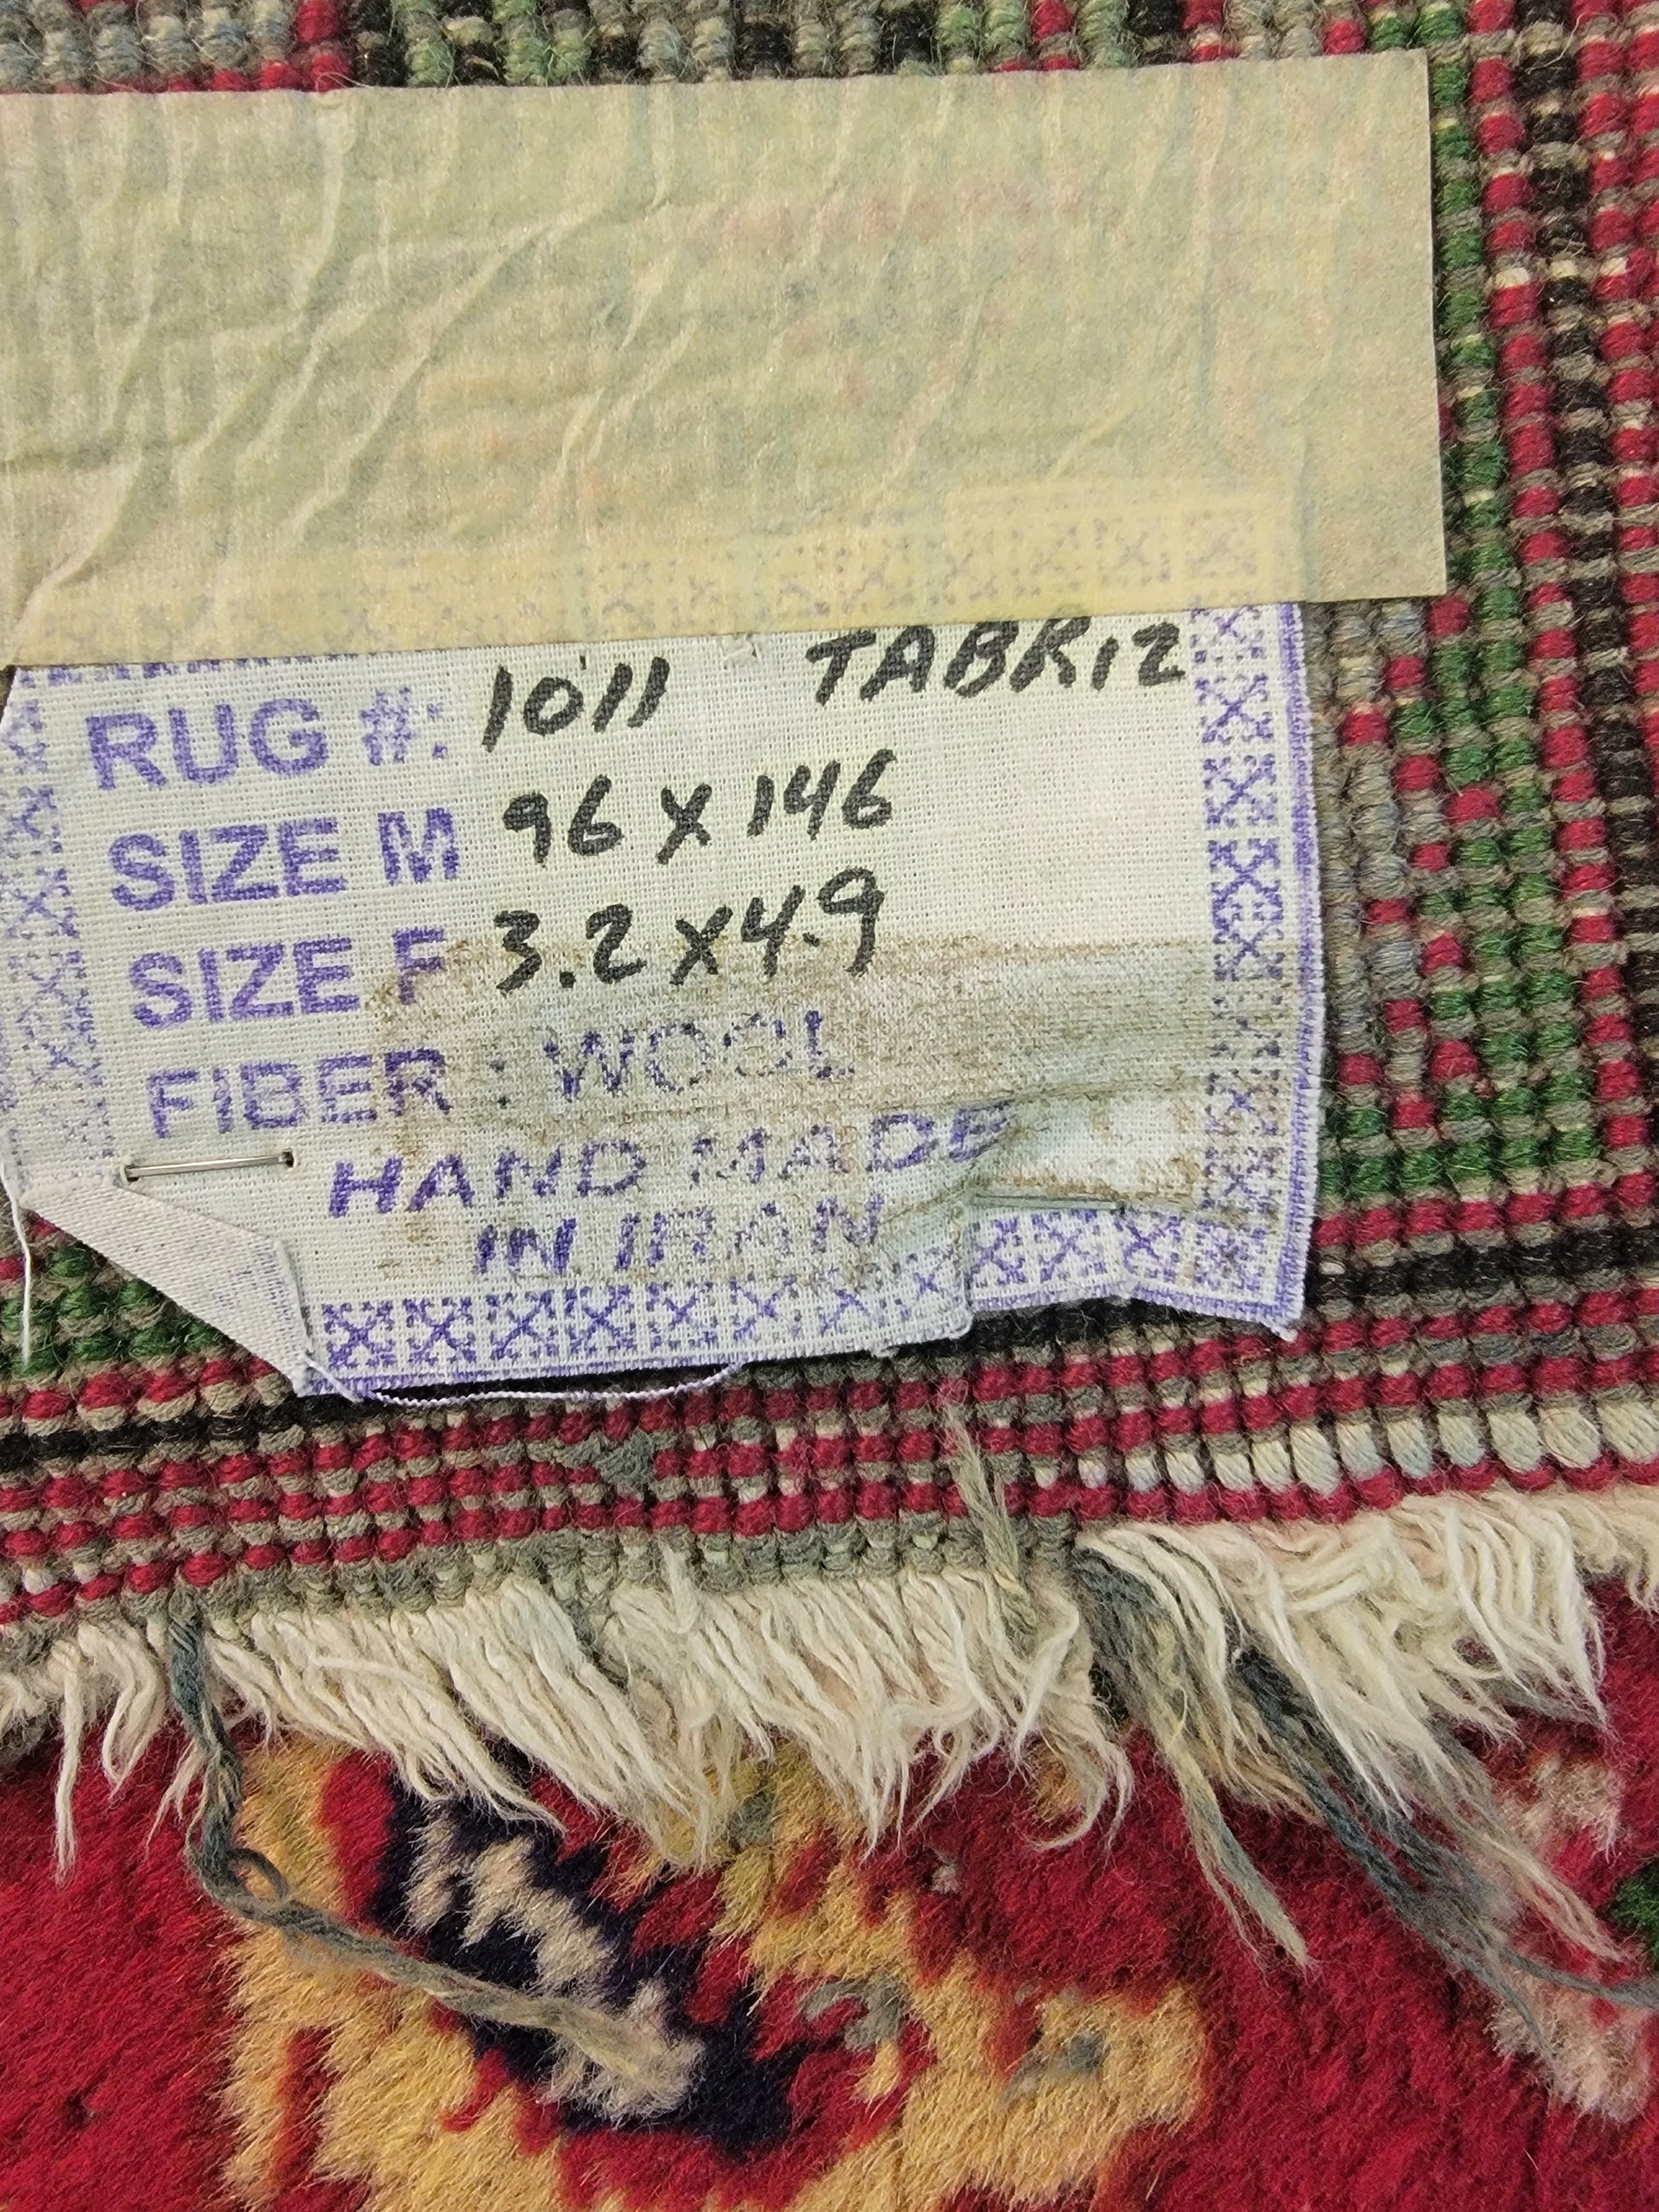 RUG #: 1011 TABRIZ
SIZE M 96 x 146
SIZE F 3.2 x 4.9
FIBER : WOOL
HAND MADE
IN IRAN